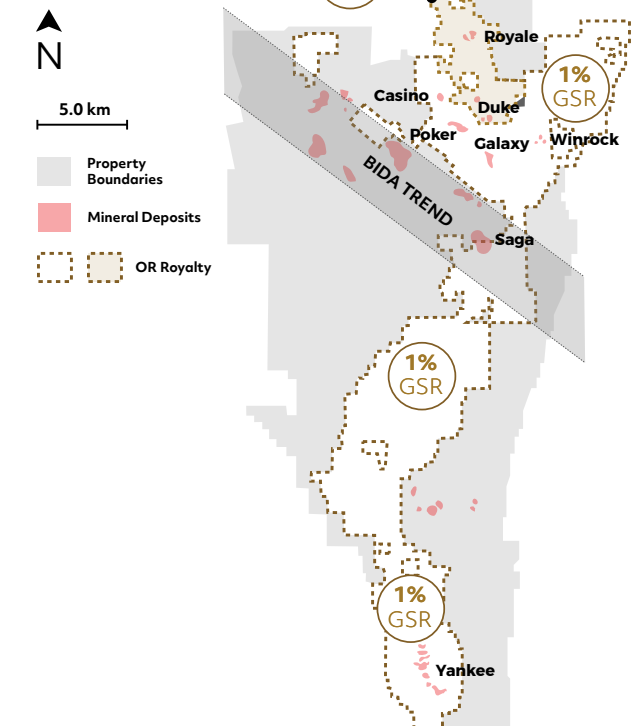 Royale
N
1%
GSR
Casino
5.0 km
Duke
Poker
Galaxy
Winrock
Property
Boundaries
BIDA TREND
Mineral Deposits
Saga
OR Royalty
1%
GSR
1%
GSR
Yankee